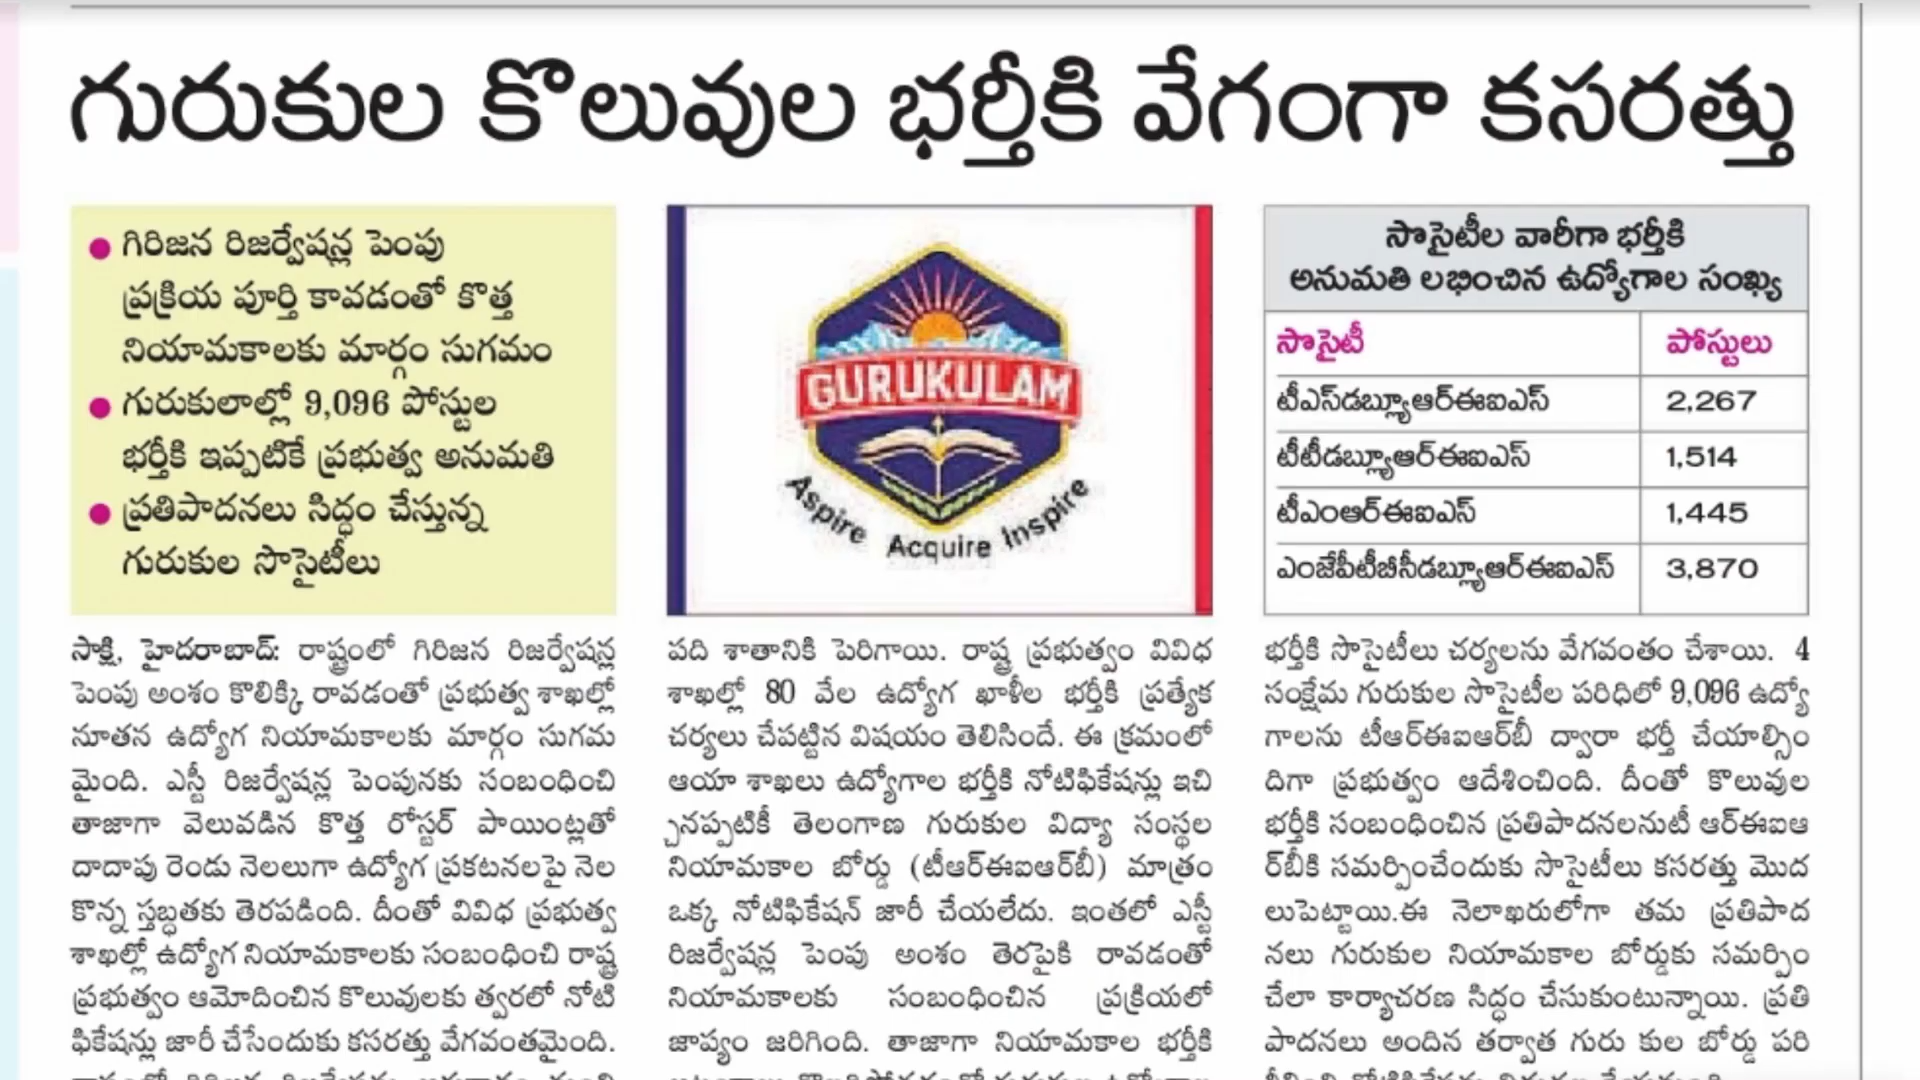 గురుకుల కొలువుల భర్తీకి వేగంగా కసరత్తు
● గిరిజన రిజర్వేషన్ల పెంపు
ప్రక్రియ పూర్తి కావడంతో కొత్త
నియామకాలకు మార్గం సుగమం
● గురుకులాల్లో 9,096 పోస్టుల
భర్తీకి ఇప్పటికే ప్రభుత్వ అనుమతి
● ప్రతిపాదనలు సిద్ధం చేస్తున్న
గురుకుల సొసైటీలు
GURUKULAM
Aspire Acquire Inspire
సొసైటీల వారీగా భర్తీకి
అనుమతి లభించిన ఉద్యోగాల సంఖ్య
సొసైటీ పోస్టులు
టీఎస్‌డబ్ల్యూఆర్‌ఈఐఎస్ 2,267
టీటీడబ్ల్యూఆర్‌ఈఐఎస్ 1,514
టీఎంఆర్‌ఈఐఎస్ 1,445
ఎంజేపీటీబీసీడబ్ల్యూఆర్‌ఈఐఎస్ 3,870
సాక్షి, హైదరాబాద్: రాష్ట్రంలో గిరిజన రిజర్వేషన్ల
పెంపు అంశం కొలిక్కి రావడంతో ప్రభుత్వ శాఖల్లో
నూతన ఉద్యోగ నియామకాలకు మార్గం సుగమ
మైంది. ఎస్టీ రిజర్వేషన్ల పెంపునకు సంబంధించి
తాజాగా వెలువడిన కొత్త రోస్టర్ పాయింట్లతో
దాదాపు రెండు నెలలుగా ఉద్యోగ ప్రకటనలపై నెల
కొన్న స్తబ్ధతకు తెరపడింది. దీంతో వివిధ ప్రభుత్వ
శాఖల్లో ఉద్యోగ నియామకాలకు సంబంధించి రాష్ట్ర
ప్రభుత్వం ఆమోదించిన కొలువులకు త్వరలో నోటి
ఫికేషన్లు జారీ చేసేందుకు కసరత్తు వేగవంతమైంది.
పది శాతానికి పెరిగాయి. రాష్ట్ర ప్రభుత్వం వివిధ
శాఖల్లో 80 వేల ఉద్యోగ ఖాళీల భర్తీకి ప్రత్యేక
చర్యలు చేపట్టిన విషయం తెలిసిందే. ఈ క్రమంలో
ఆయా శాఖలు ఉద్యోగాల భర్తీకి నోటిఫికేషన్లు ఇచి
్చనప్పటికీ తెలంగాణ గురుకుల విద్యా సంస్థల
నియామకాల బోర్డు (టీఆర్‌ఈఐఆర్‌బీ) మాత్రం
ఒక్క నోటిఫికేషన్ జారీ చేయలేదు. ఇంతలో ఎస్టీ
రిజర్వేషన్ల పెంపు అంశం తెరపైకి రావడంతో
నియామకాలకు సంబంధించిన ప్రక్రియలో
జాప్యం జరిగింది. తాజాగా నియామకాల భర్తీకి
భర్తీకి సొసైటీలు చర్యలను వేగవంతం చేశాయి. 4
సంక్షేమ గురుకుల సొసైటీల పరిధిలో 9,096 ఉద్యో
గాలను టీఆర్‌ఈఐఆర్‌బీ ద్వారా భర్తీ చేయాల్సిం
దిగా ప్రభుత్వం ఆదేశించింది. దీంతో కొలువుల
భర్తీకి సంబంధించిన ప్రతిపాదనలనుటీ ఆర్‌ఈఐఆ
ర్‌బీకి సమర్పించేందుకు సొసైటీలు కసరత్తు మొద
లుపెట్టాయి.ఈ నెలాఖరులోగా తమ ప్రతిపాద
నలు గురుకుల నియామకాల బోర్డుకు సమర్పిం
చేలా కార్యాచరణ సిద్ధం చేసుకుంటున్నాయి. ప్రతి
పాదనలు అందిన తర్వాత గురు కుల బోర్డు పరి